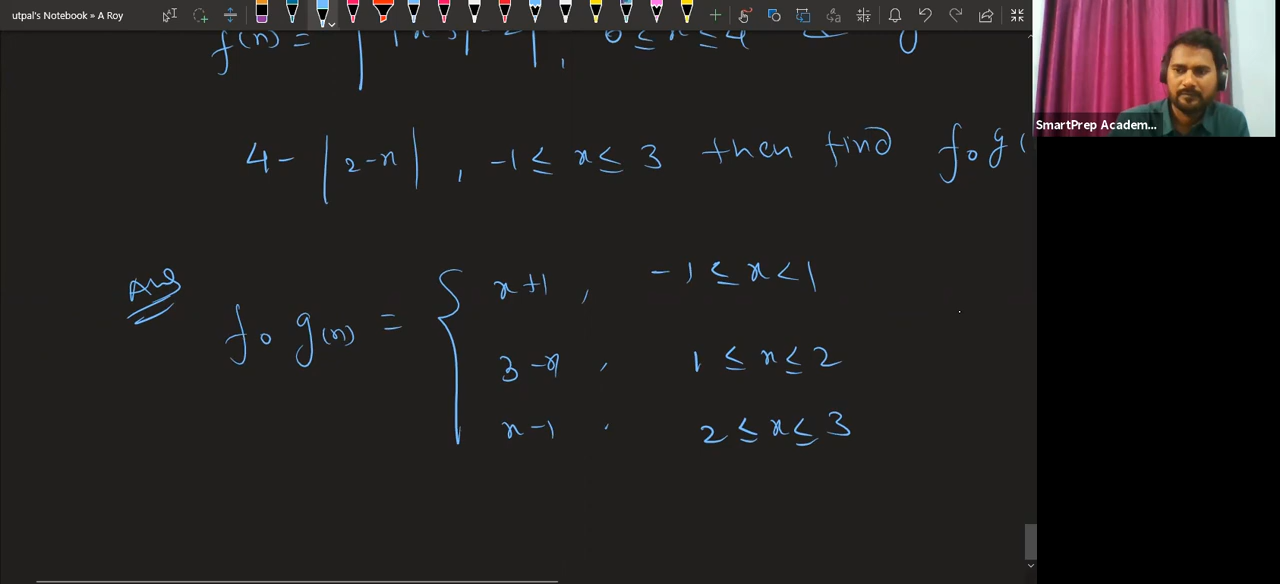 utpal's Notebook » A Roy
SmartPrep Academ...
f(x) =
4 - |2-x| , -1 ≤ x ≤ 3 then find fog(
Ans
fog(x) = { x+1 , -1 ≤ x < 1
3-x , 1 ≤ x ≤ 2
x-1 , 2 ≤ x ≤ 3